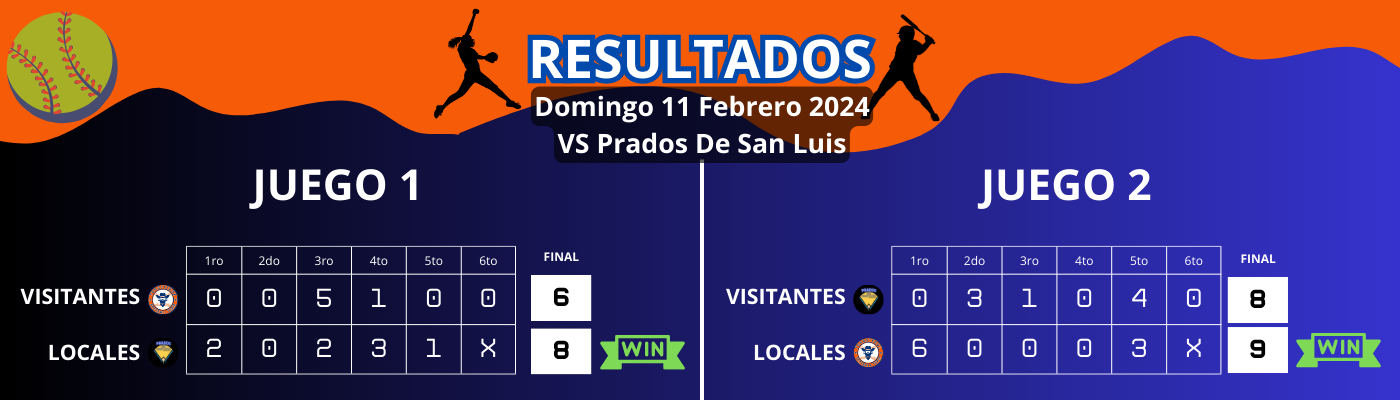 RESULTADOS
Domingo 11 Febrero 2024
VS Prados De San Luis
JUEGO 1
1ro 2do 3ro 4to 5to 6to FINAL
VISITANTES 0 0 5 1 0 0 6
LOCALES 2 0 2 3 1 X 8 WIN
JUEGO 2
1ro 2do 3ro 4to 5to 6to FINAL
VISITANTES 0 3 1 0 4 0 8
LOCALES 6 0 0 0 3 X 9 WIN